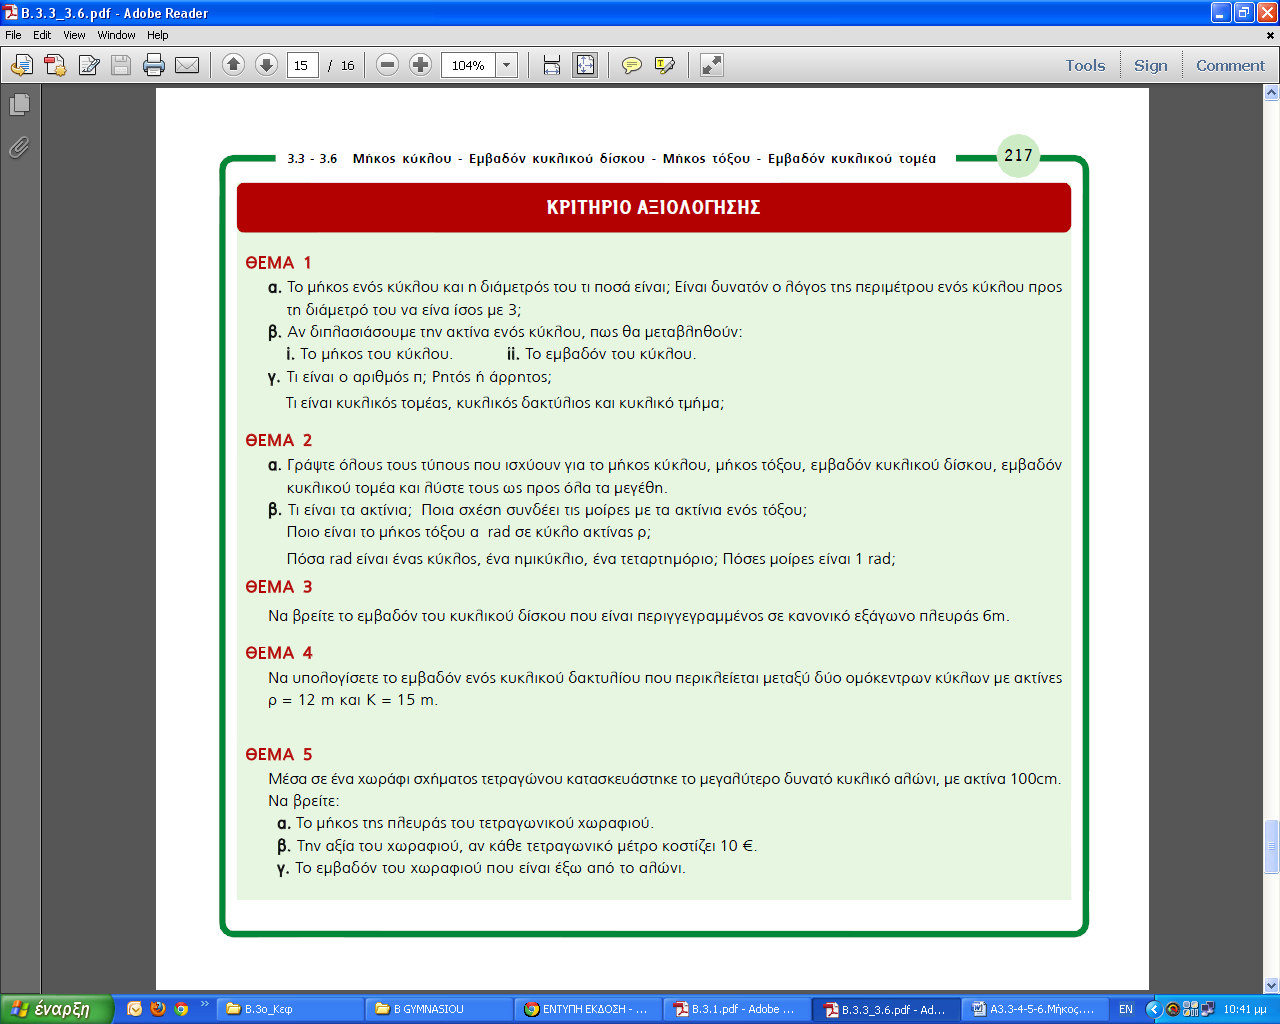 B.3.3_3.6.pdf - Adobe Reader
File Edit View Window Help
15 / 16 104% Tools Sign Comment
3.3 - 3.6 Μήκος κύκλου - Εμβαδόν κυκλικού δίσκου - Μήκος τόξου - Εμβαδόν κυκλικού τομέα 217
ΚΡΙΤΗΡΙΟ ΑΞΙΟΛΟΓΗΣΗΣ
ΘΕΜΑ 1
α. Το μήκος ενός κύκλου και η διάμετρός του τι ποσά είναι; Είναι δυνατόν ο λόγος της περιμέτρου ενός κύκλου προς
τη διάμετρό του να είνα ίσος με 3;
β. Αν διπλασιάσουμε την ακτίνα ενός κύκλου, πως θα μεταβληθούν:
i. Το μήκος του κύκλου. ii. Το εμβαδόν του κύκλου.
γ. Τι είναι ο αριθμός π; Ρητός ή άρρητος;
Τι είναι κυκλικός τομέας, κυκλικός δακτύλιος και κυκλικό τμήμα;
ΘΕΜΑ 2
α. Γράψτε όλους τους τύπους που ισχύουν για το μήκος κύκλου, μήκος τόξου, εμβαδόν κυκλικού δίσκου, εμβαδόν
κυκλικού τομέα και λύστε τους ως προς όλα τα μεγέθη.
β. Τι είναι τα ακτίνια; Ποια σχέση συνδέει τις μοίρες με τα ακτίνια ενός τόξου;
Ποιο είναι το μήκος τόξου α rad σε κύκλο ακτίνας ρ;
Πόσα rad είναι ένας κύκλος, ένα ημικύκλιο, ένα τεταρτημόριο; Πόσες μοίρες είναι 1 rad;
ΘΕΜΑ 3
Να βρείτε το εμβαδόν του κυκλικού δίσκου που είναι περιγγεγραμμένος σε κανονικό εξάγωνο πλευράς 6m.
ΘΕΜΑ 4
Να υπολογίσετε το εμβαδόν ενός κυκλικού δακτυλίου που περικλείεται μεταξύ δύο ομόκεντρων κύκλων με ακτίνες
ρ = 12 m και Κ = 15 m.
ΘΕΜΑ 5
Μέσα σε ένα χωράφι σχήματος τετραγώνου κατασκευάστηκε το μεγαλύτερο δυνατό κυκλικό αλώνι, με ακτίνα 100cm.
Να βρείτε:
α. Το μήκος της πλευράς του τετραγωνικού χωραφιού.
β. Την αξία του χωραφιού, αν κάθε τετραγωνικό μέτρο κοστίζει 10 €.
γ. Το εμβαδόν του χωραφιού που είναι έξω από το αλώνι.
έναρξη B.3o_Κεφ B GYMNASIOU ΕΝΤΥΠΗ ΕΚΔΟΣΗ - ... B.3.1.pdf - Adobe ... B.3.3_3.6.pdf - Ad... Α3.3-4-5-6.Μήκος.... EN 10:41 μμ